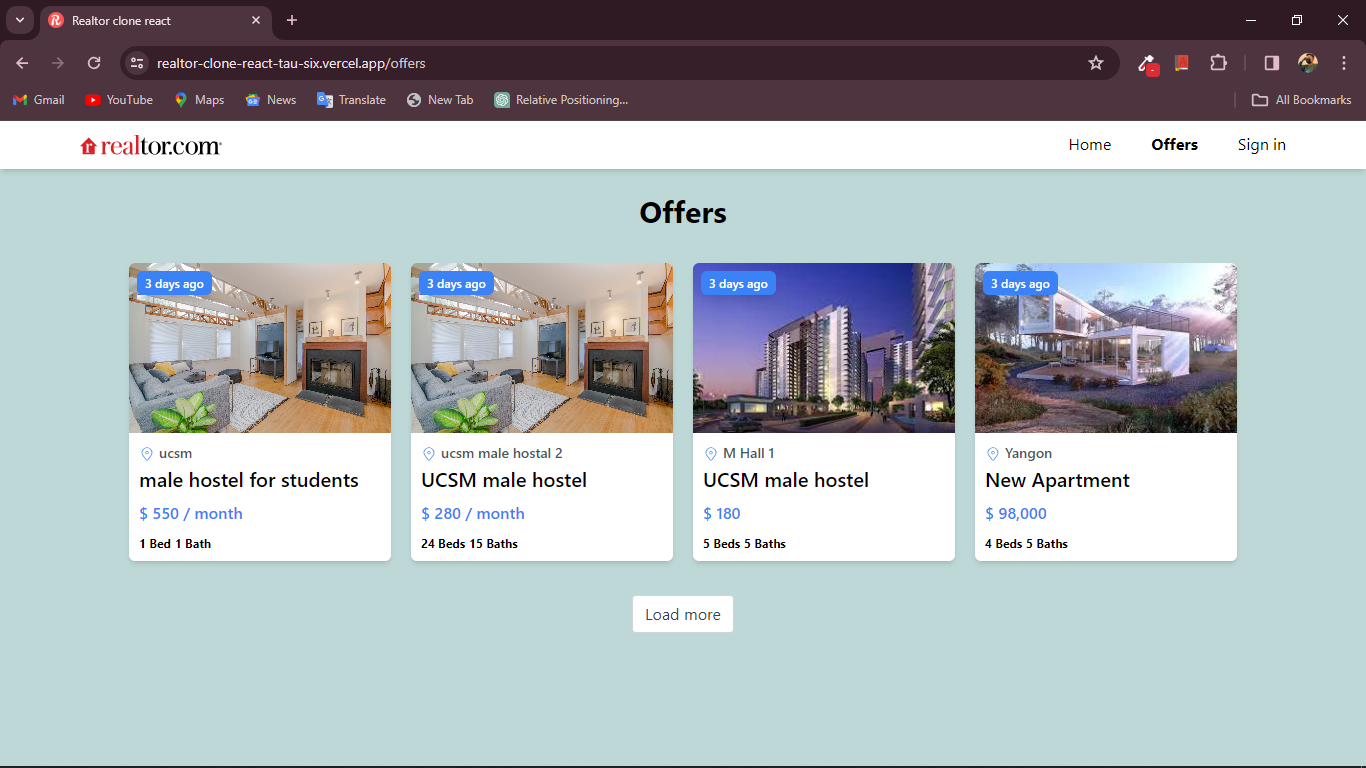 Realtor clone react
realtor-clone-react-tau-six.vercel.app/offers
Gmail YouTube Maps News Translate New Tab Relative Positioning... All Bookmarks
realtor.com
Home Offers Sign in
Offers
3 days ago
ucsm
male hostel for students
$ 550 / month
1 Bed 1 Bath
3 days ago
ucsm male hostal 2
UCSM male hostel
$ 280 / month
24 Beds 15 Baths
3 days ago
M Hall 1
UCSM male hostel
$ 180
5 Beds 5 Baths
3 days ago
Yangon
New Apartment
$ 98,000
4 Beds 5 Baths
Load more